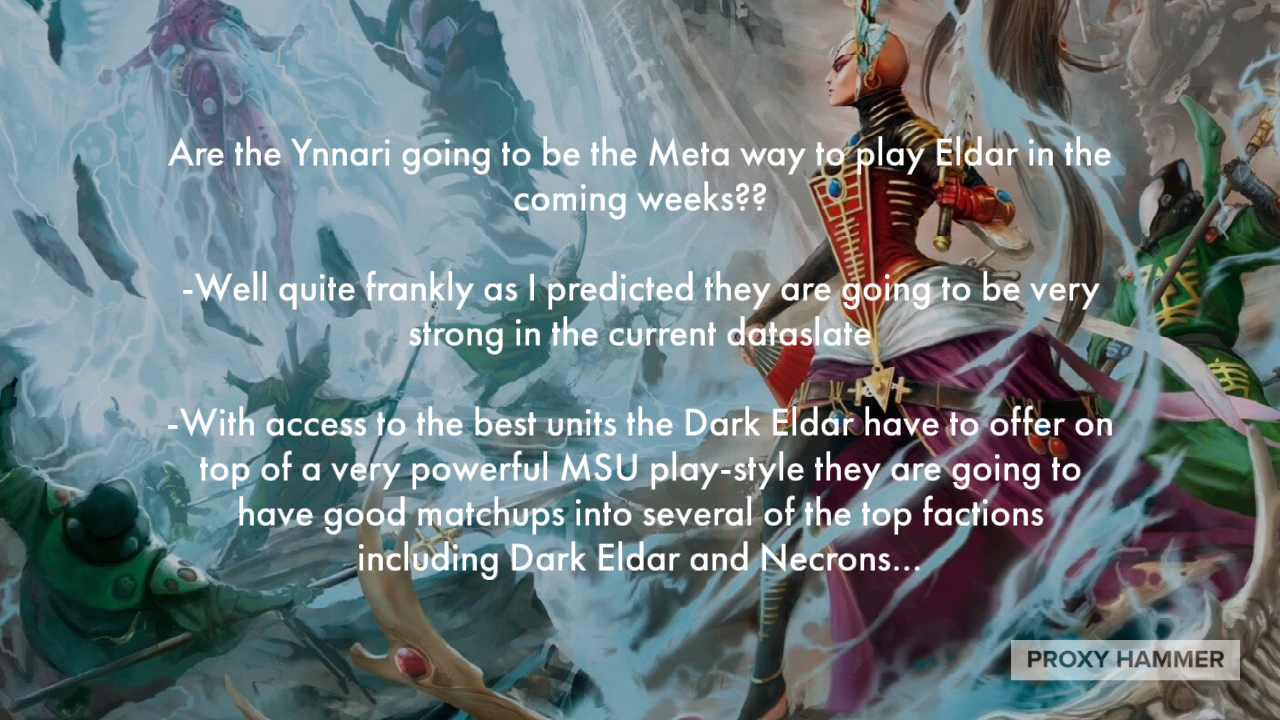 Are the Ynnari going to be the Meta way to play Eldar in the
coming weeks??
-Well quite frankly as I predicted they are going to be very
strong in the current dataslate
-With access to the best units the Dark Eldar have to offer on
top of a very powerful MSU play-style they are going to
have good matchups into several of the top factions
including Dark Eldar and Necrons...
PROXY HAMMER